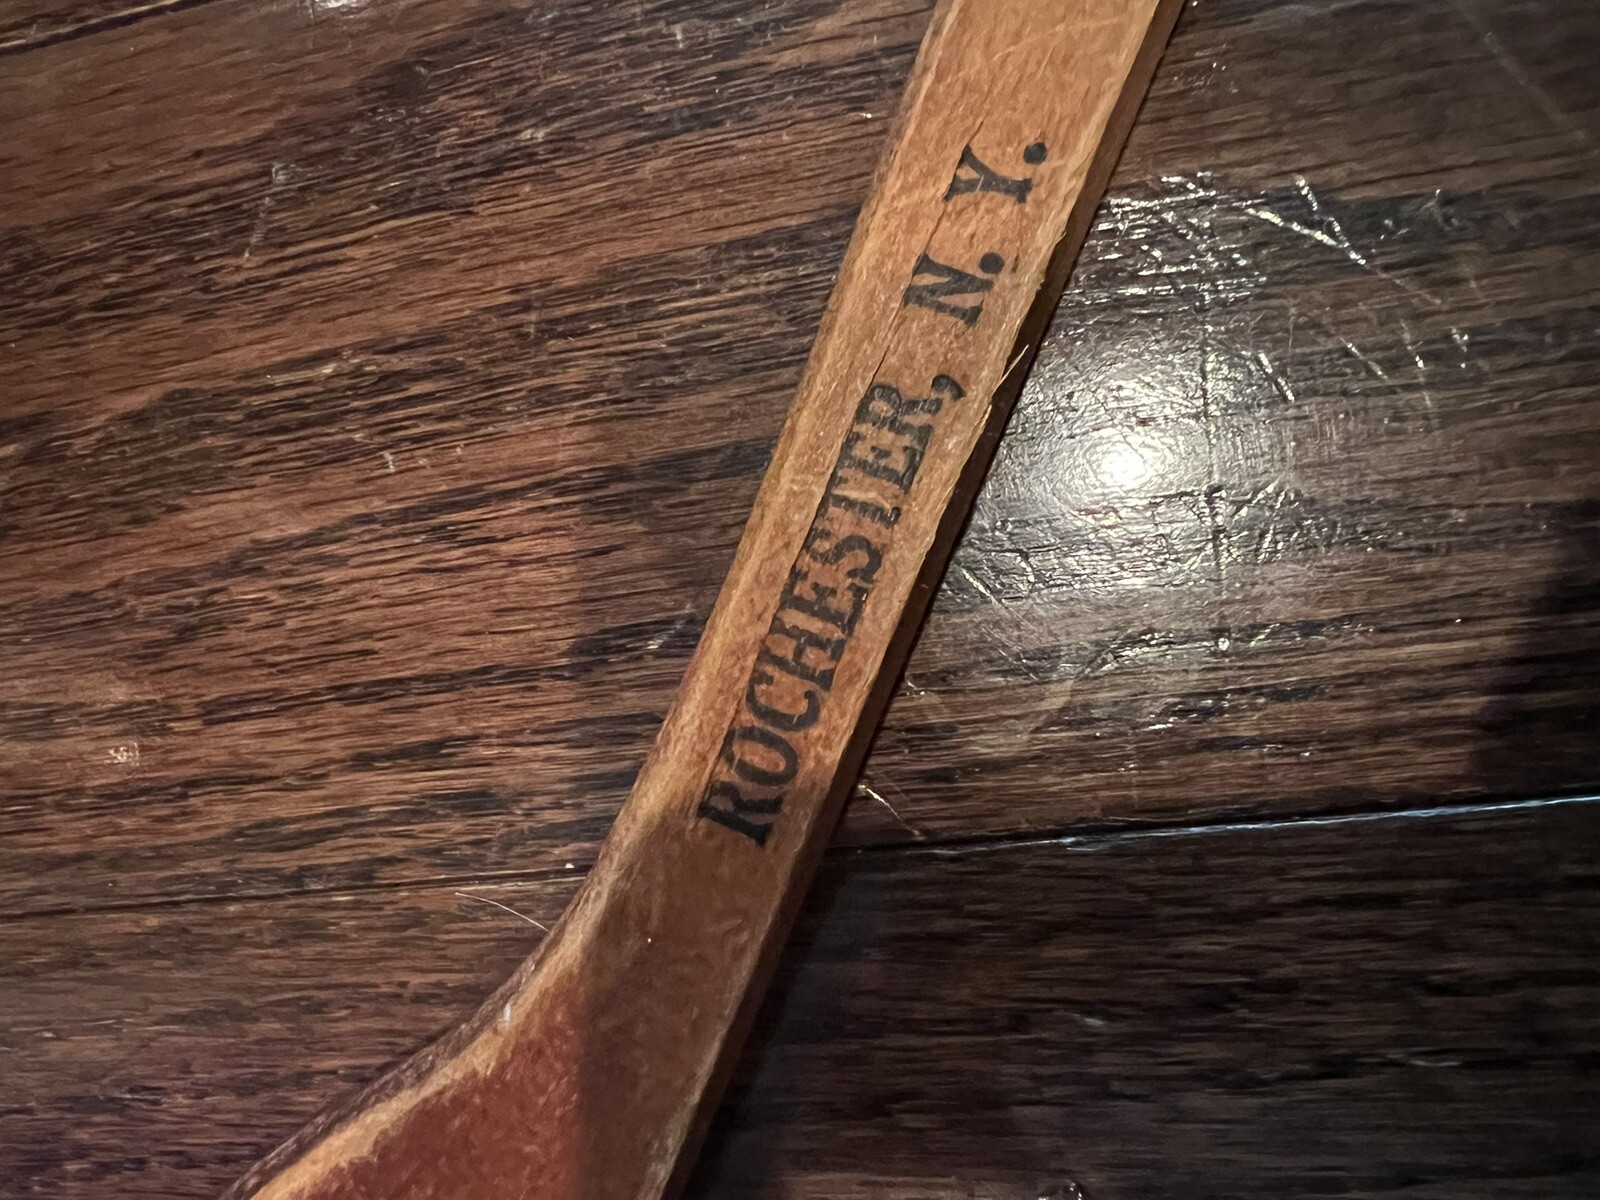 ROCHESTER, N. Y.